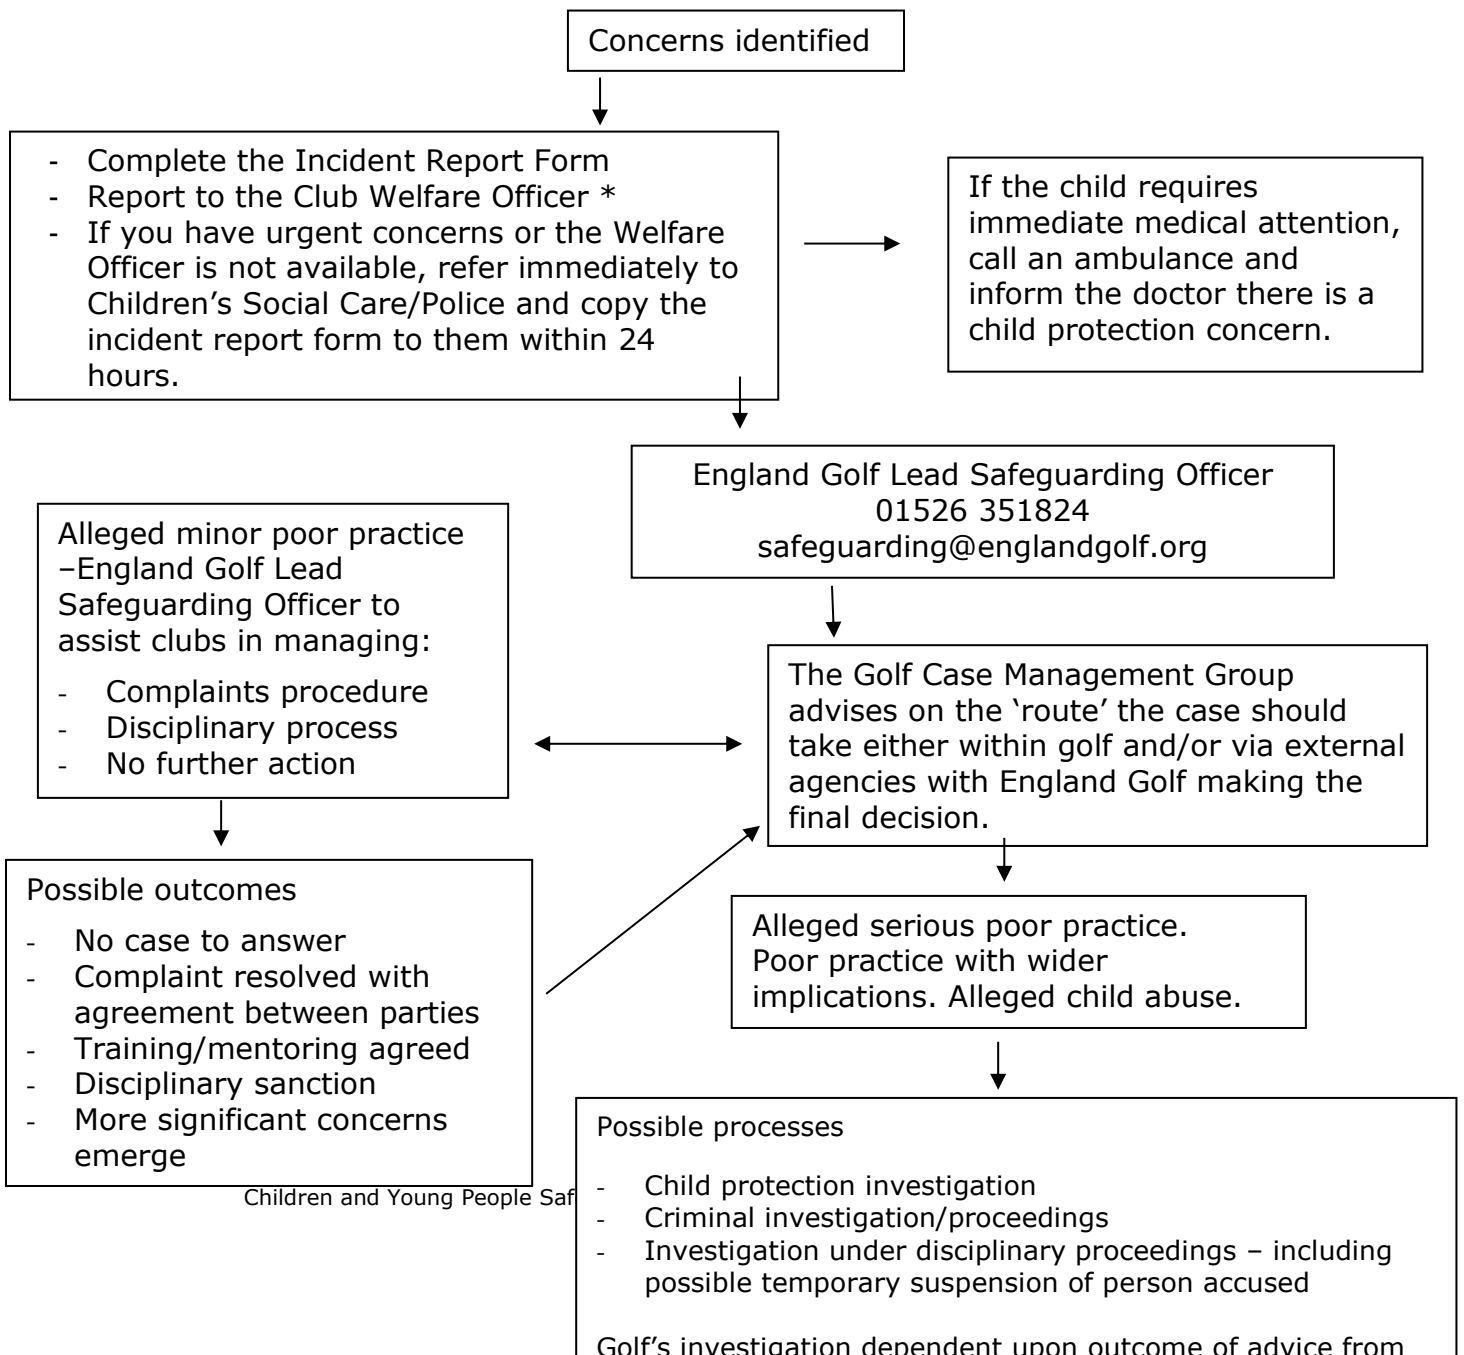 Concerns identified
- Complete the Incident Report Form
- Report to the Club Welfare Officer *
- If you have urgent concerns or the Welfare
Officer is not available, refer immediately to
Children’s Social Care/Police and copy the
incident report form to them within 24
hours.
If the child requires
immediate medical attention,
call an ambulance and
inform the doctor there is a
child protection concern.
England Golf Lead Safeguarding Officer
01526 351824
safeguarding@englandgolf.org
Alleged minor poor practice
–England Golf Lead
Safeguarding Officer to
assist clubs in managing:
- Complaints procedure
- Disciplinary process
- No further action
The Golf Case Management Group
advises on the ‘route’ the case should
take either within golf and/or via external
agencies with England Golf making the
final decision.
Possible outcomes
- No case to answer
- Complaint resolved with
agreement between parties
- Training/mentoring agreed
- Disciplinary sanction
- More significant concerns
emerge
Alleged serious poor practice.
Poor practice with wider
implications. Alleged child abuse.
Possible processes
- Child protection investigation
- Criminal investigation/proceedings
- Investigation under disciplinary proceedings – including
possible temporary suspension of person accused
Golf’s investigation dependent upon outcome of advice from
Children and Young People Saf